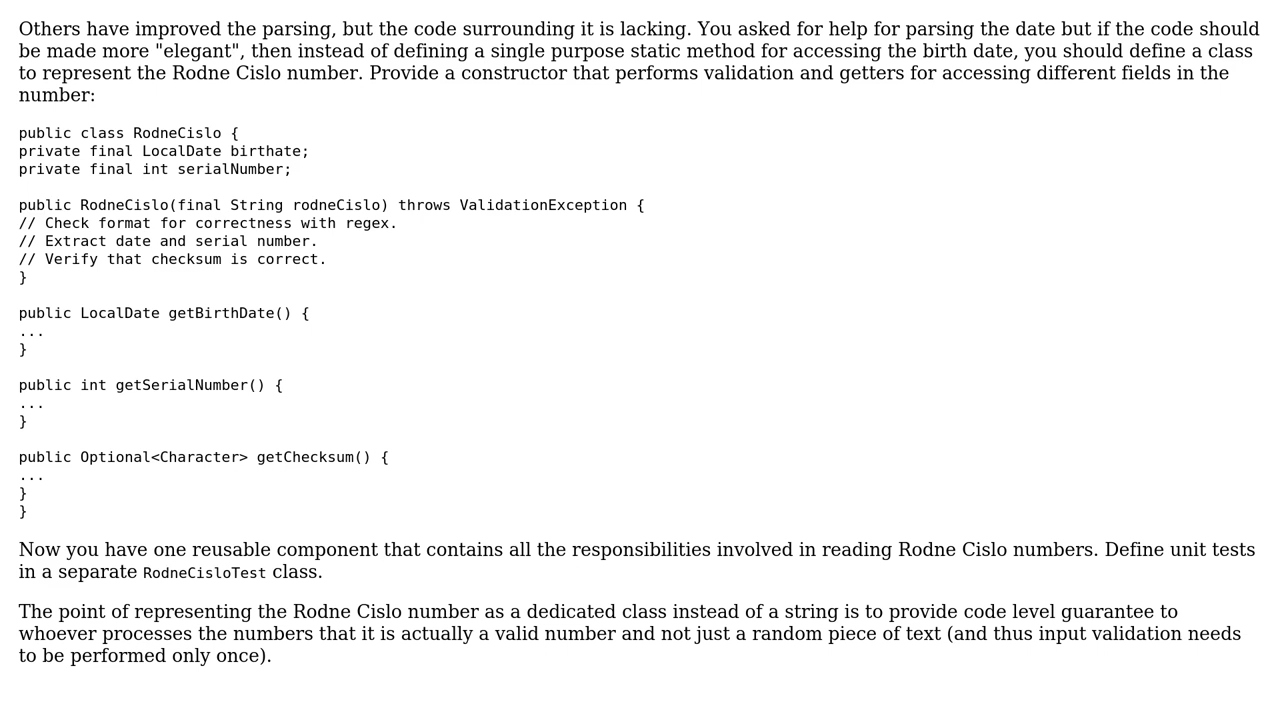 Others have improved the parsing, but the code surrounding it is lacking. You asked for help for parsing the date but if the code should
be made more "elegant", then instead of defining a single purpose static method for accessing the birth date, you should define a class
to represent the Rodne Cislo number. Provide a constructor that performs validation and getters for accessing different fields in the
number:
public class RodneCislo {
private final LocalDate birthate;
private final int serialNumber;
public RodneCislo(final String rodneCislo) throws ValidationException {
// Check format for correctness with regex.
// Extract date and serial number.
// Verify that checksum is correct.
}
public LocalDate getBirthDate() {
...
}
public int getSerialNumber() {
...
}
public Optional<Character> getChecksum() {
...
}
}
Now you have one reusable component that contains all the responsibilities involved in reading Rodne Cislo numbers. Define unit tests
in a separate RodneCisloTest class.
The point of representing the Rodne Cislo number as a dedicated class instead of a string is to provide code level guarantee to
whoever processes the numbers that it is actually a valid number and not just a random piece of text (and thus input validation needs
to be performed only once).